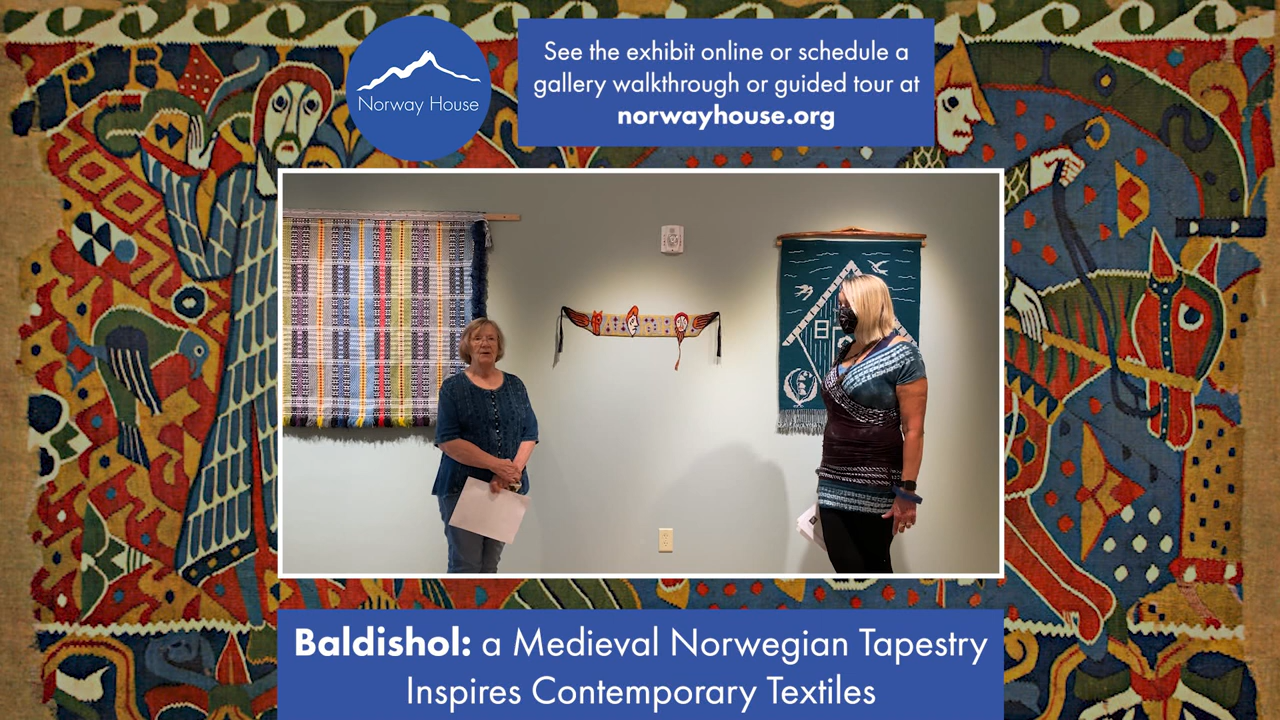 Norway House
See the exhibit online or schedule a
gallery walkthrough or guided tour at
norwayhouse.org
Baldishol: a Medieval Norwegian Tapestry
Inspires Contemporary Textiles